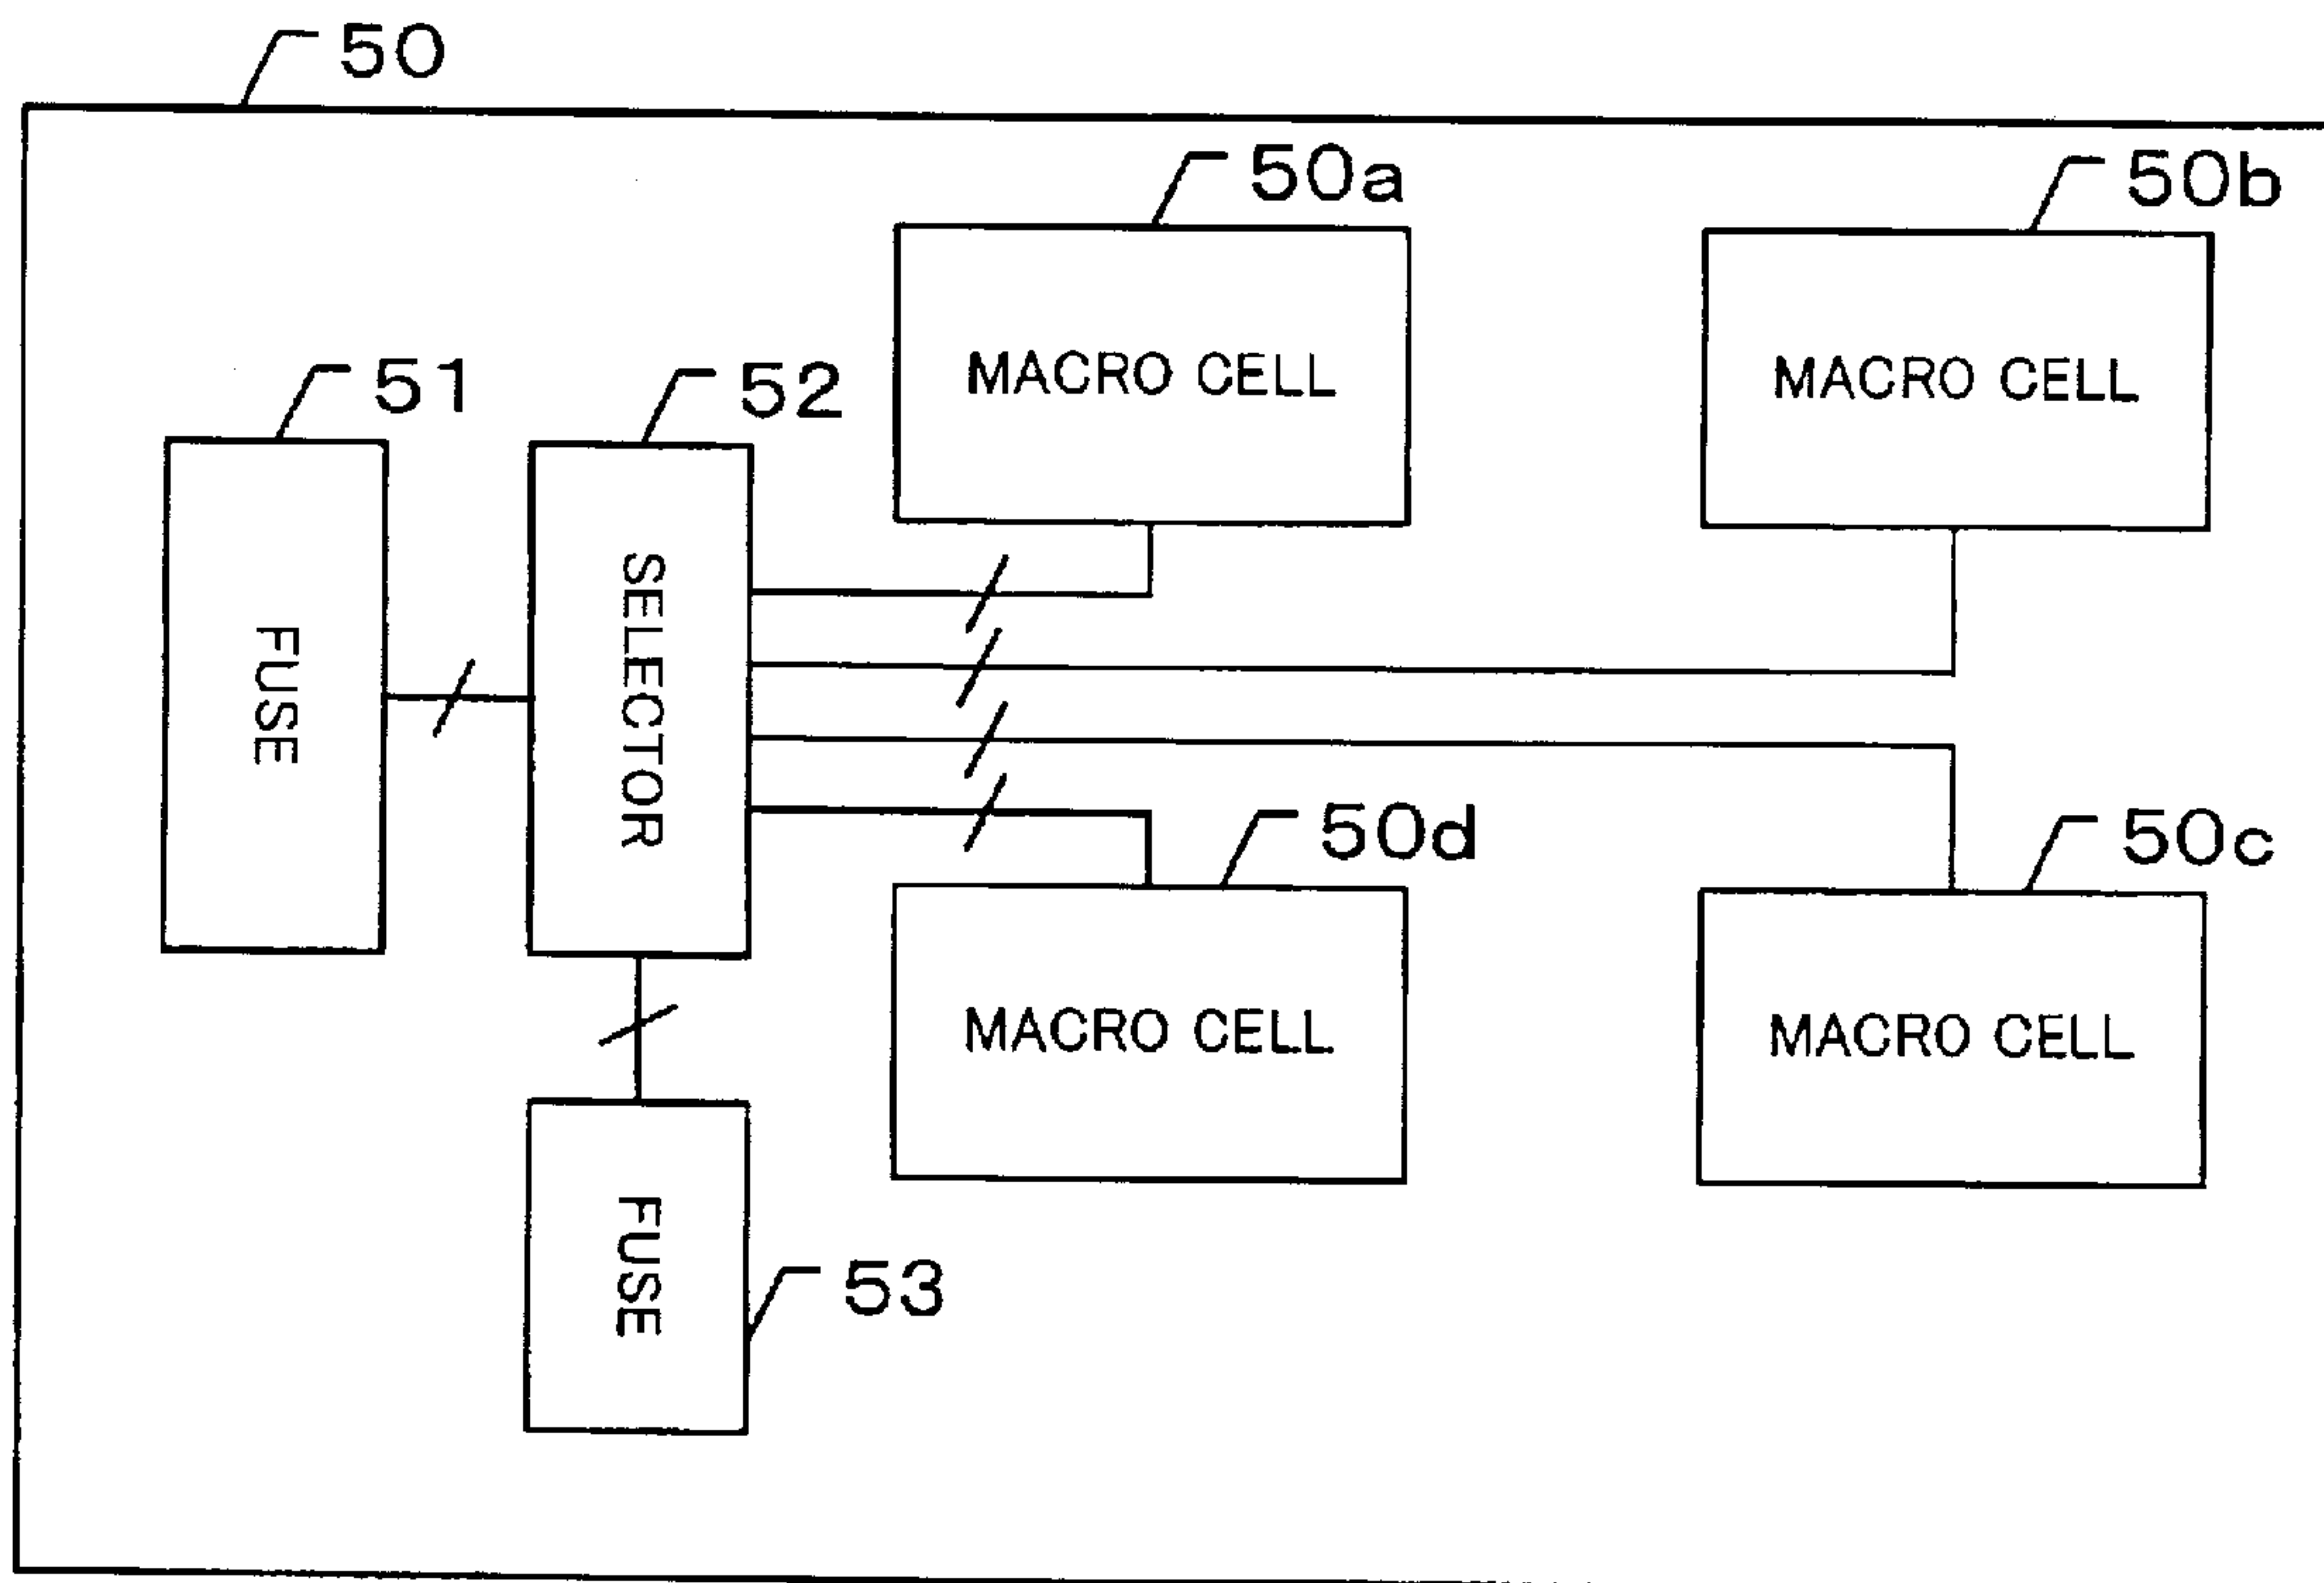 50
50a
50b
MACRO CELL
MACRO CELL
51
52
FUSE
SELECTOR
50d
50c
MACRO CELL
MACRO CELL
FUSE
53